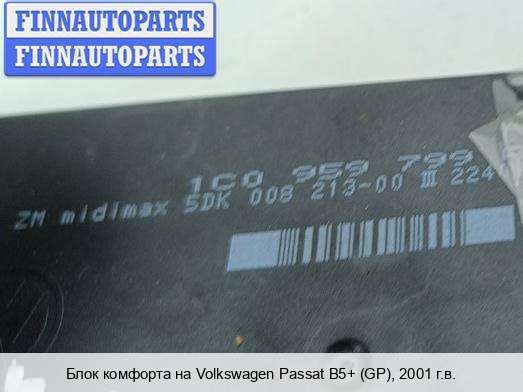 FINNAUTOPARTS
FINNAUTOPARTS
1C0 959 799
ZM midimax 5DK 008 213-00 III 224
Блок комфорта на Volkswagen Passat B5+ (GP), 2001 г.в.